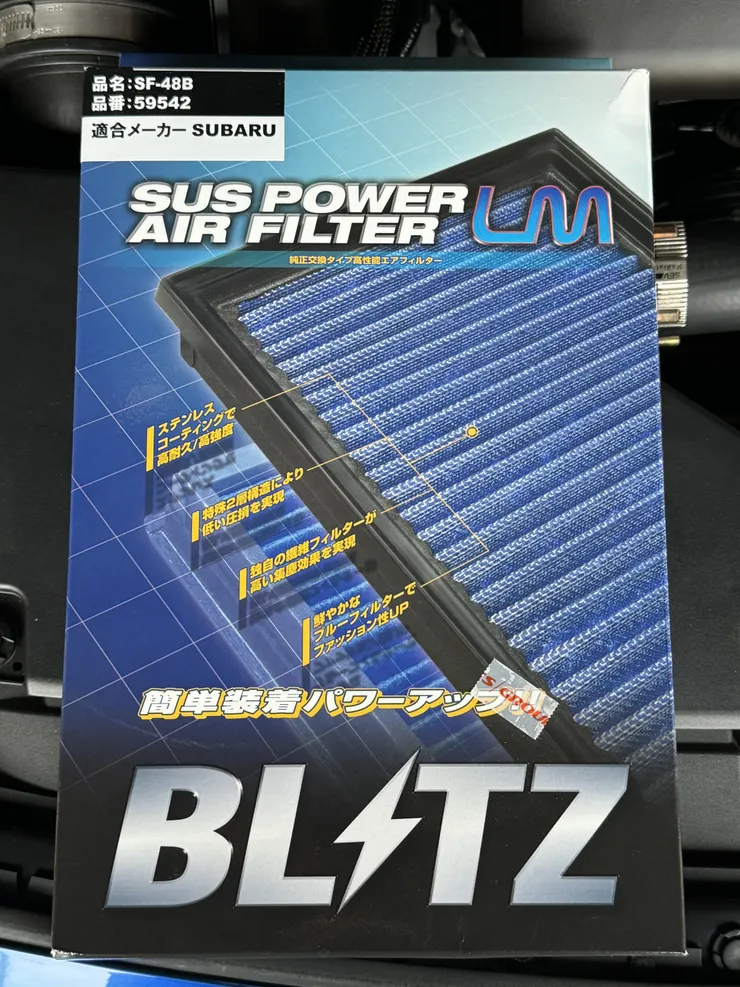 品名:SF-48B
品番:59542
適合メーカー SUBARU
SUS POWER
AIR FILTER LM
純正交換タイプ高性能エアフィルター
ステンレス
コーティングで
高耐久/高強度
特殊2層構造により
低い圧損を実現
独自の繊維フィルターが
高い集塵効果を実現
鮮やかな
ブルーフィルターで
ファッション性UP
簡単装着パワーアップ!!
BLITZ